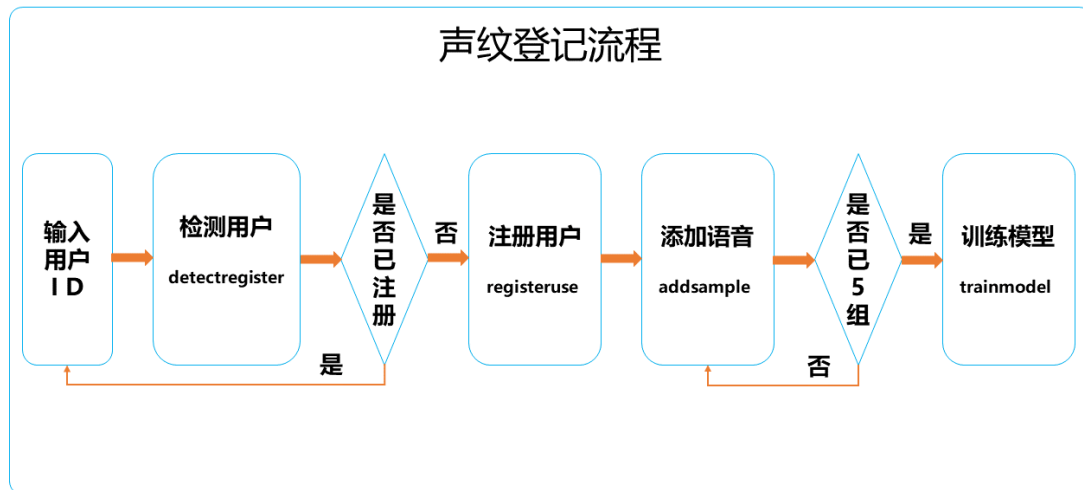 声纹登记流程
输入
用户
I D
检测用户
detectregister
是
否
已
注
册
否
是
注册用户
registeruse
添加语音
addsample
是
否
已
5
组
是
否
训练模型
trainmodel